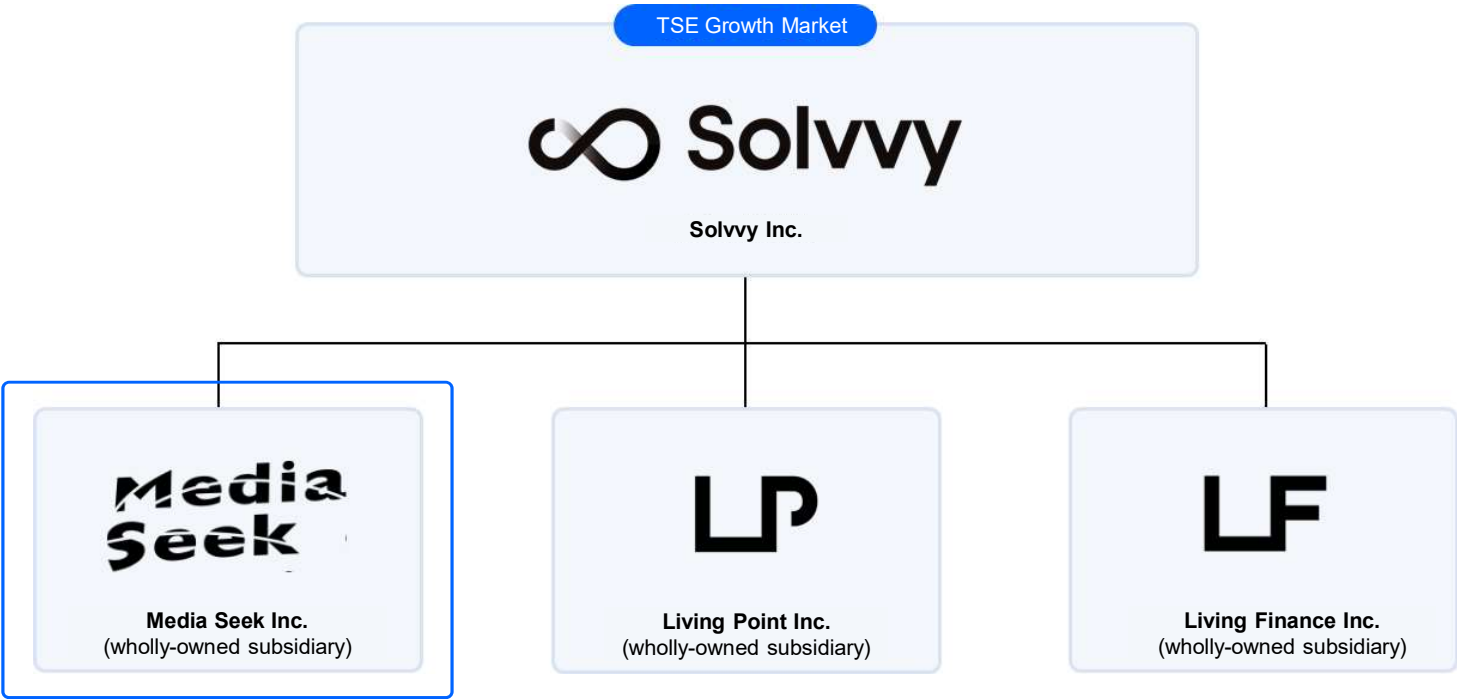 TSE Growth Market
Solvvy
Solvvy Inc.
Media
Seek
LP
LF
Media Seek Inc.
(wholly-owned subsidiary)
Living Point Inc.
(wholly-owned subsidiary)
Living Finance Inc.
(wholly-owned subsidiary)